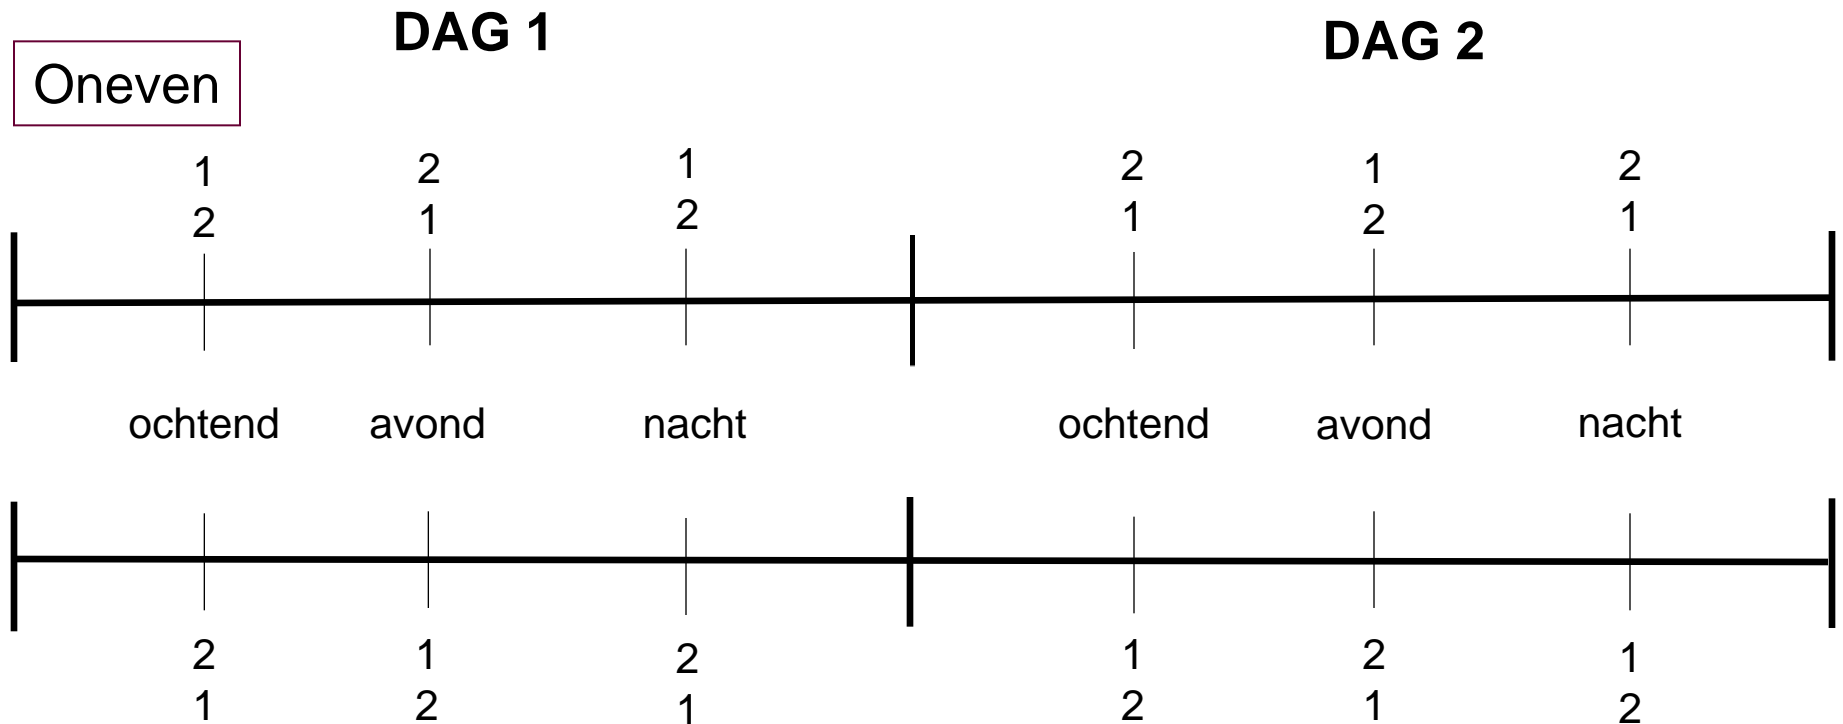 DAG 1 DAG 2
Oneven
1 2 1 2 1 2
2 1 2 1 2 1
ochtend avond nacht ochtend avond nacht
2 1 2 1 2 1
1 2 1 2 1 2